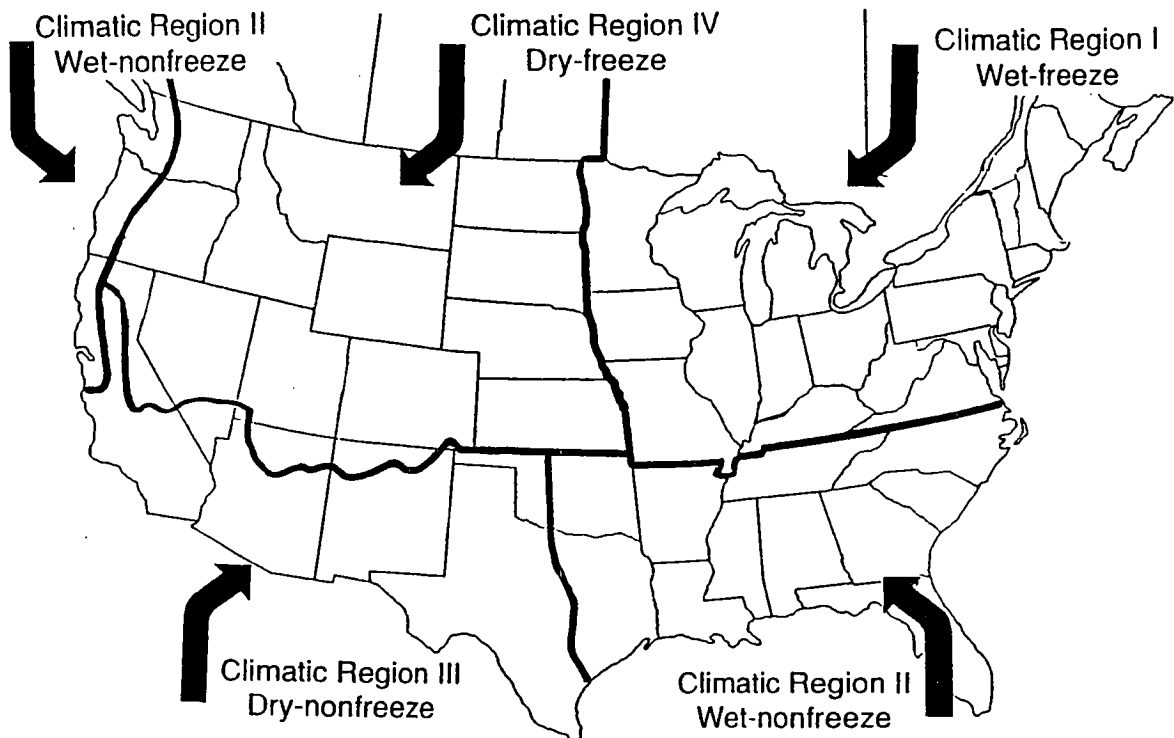 Climatic Region II
Wet-nonfreeze
Climatic Region IV
Dry-freeze
Climatic Region I
Wet-freeze
Climatic Region III
Dry-nonfreeze
Climatic Region II
Wet-nonfreeze